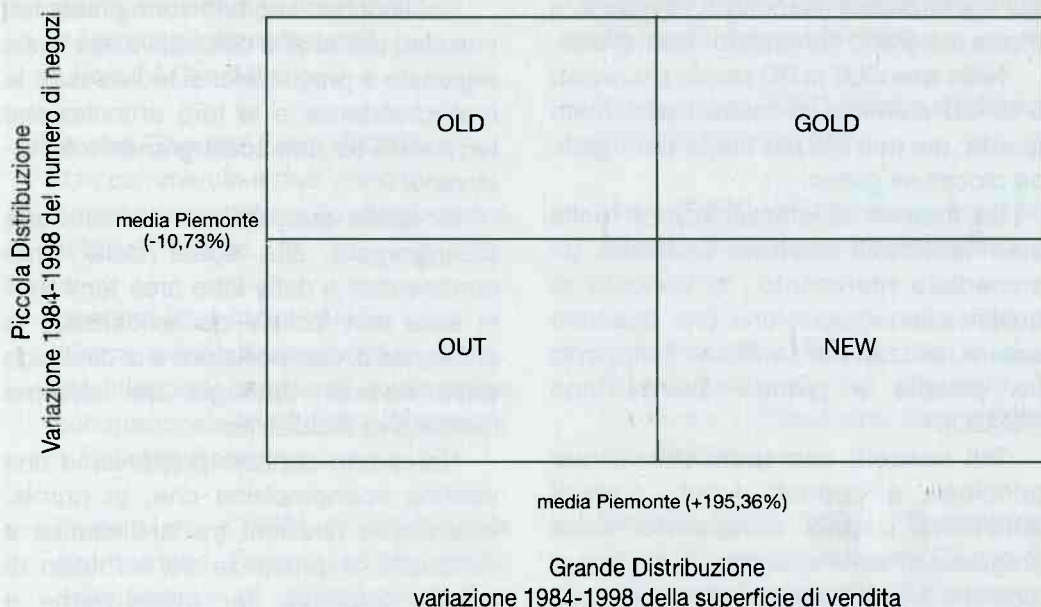 Piccola Distribuzione
Variazione 1984-1998 del numero di negozi
OLD
GOLD
media Piemonte
(-10,73%)
OUT
NEW
media Piemonte (+195,36%)
Grande Distribuzione
variazione 1984-1998 della superficie di vendita